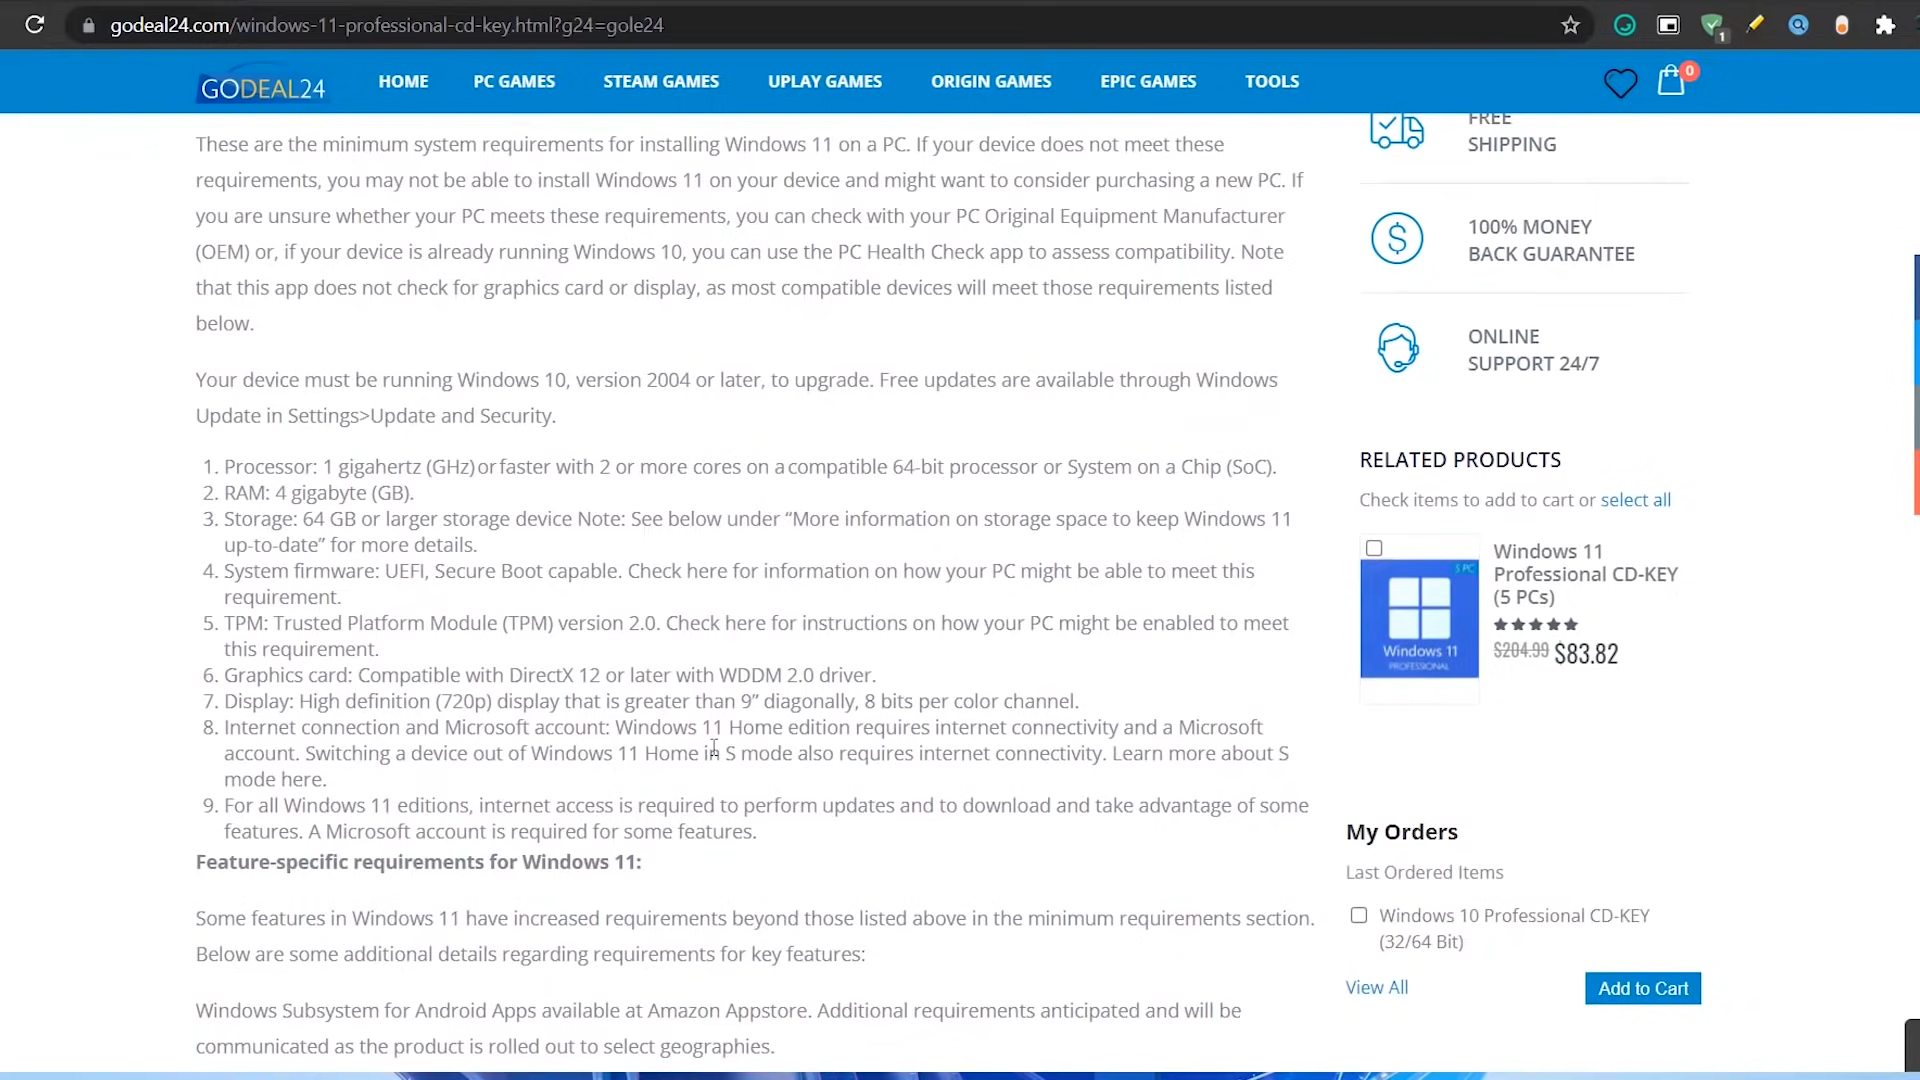 godeal24.com/windows-11-professional-cd-key.html?g24=gole24
1
GODEAL24
HOME
PC GAMES
STEAM GAMES
UPLAY GAMES
ORIGIN GAMES
EPIC GAMES
TOOLS
0
These are the minimum system requirements for installing Windows 11 on a PC. If your device does not meet these
requirements, you may not be able to install Windows 11 on your device and might want to consider purchasing a new PC. If
you are unsure whether your PC meets these requirements, you can check with your PC Original Equipment Manufacturer
(OEM) or, if your device is already running Windows 10, you can use the PC Health Check app to assess compatibility. Note
that this app does not check for graphics card or display, as most compatible devices will meet those requirements listed
below.
Your device must be running Windows 10, version 2004 or later, to upgrade. Free updates are available through Windows
Update in Settings>Update and Security.
1. Processor: 1 gigahertz (GHz) or faster with 2 or more cores on a compatible 64-bit processor or System on a Chip (SoC).
2. RAM: 4 gigabyte (GB).
3. Storage: 64 GB or larger storage device Note: See below under “More information on storage space to keep Windows 11
up-to-date” for more details.
4. System firmware: UEFI, Secure Boot capable. Check here for information on how your PC might be able to meet this
requirement.
5. TPM: Trusted Platform Module (TPM) version 2.0. Check here for instructions on how your PC might be enabled to meet
this requirement.
6. Graphics card: Compatible with DirectX 12 or later with WDDM 2.0 driver.
7. Display: High definition (720p) display that is greater than 9” diagonally, 8 bits per color channel.
8. Internet connection and Microsoft account: Windows 11 Home edition requires internet connectivity and a Microsoft
account. Switching a device out of Windows 11 Home in S mode also requires internet connectivity. Learn more about S
mode here.
9. For all Windows 11 editions, internet access is required to perform updates and to download and take advantage of some
features. A Microsoft account is required for some features.
Feature-specific requirements for Windows 11:
Some features in Windows 11 have increased requirements beyond those listed above in the minimum requirements section.
Below are some additional details regarding requirements for key features:
Windows Subsystem for Android Apps available at Amazon Appstore. Additional requirements anticipated and will be
communicated as the product is rolled out to select geographies.
FREE
SHIPPING
100% MONEY
BACK GUARANTEE
ONLINE
SUPPORT 24/7
RELATED PRODUCTS
Check items to add to cart or select all
5 PC
Windows 11
PROFESSIONAL
Windows 11
Professional CD-KEY
(5 PCs)
$204.99 $83.82
My Orders
Last Ordered Items
Windows 10 Professional CD-KEY
(32/64 Bit)
View All
Add to Cart